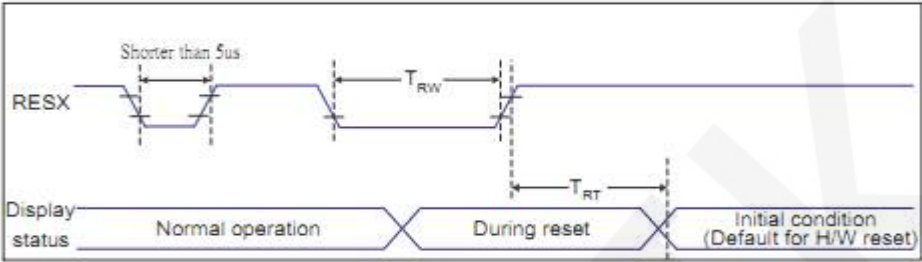 Shorter than 5us
RESX
TRW
TRT
Display
status
Normal operation
During reset
Initial condition
(Default for H/W reset)